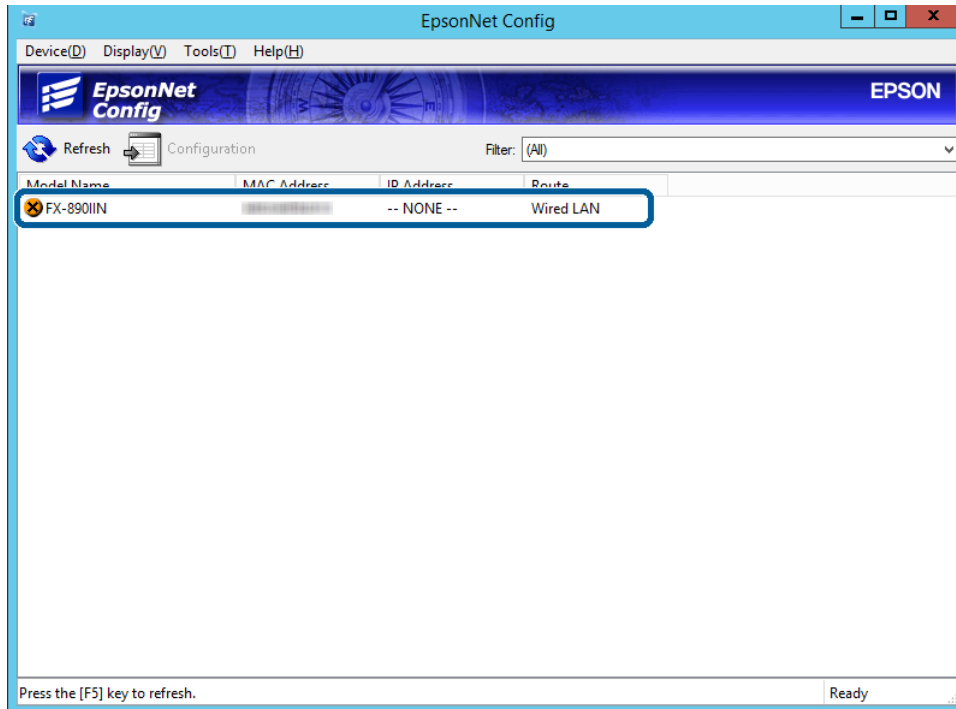 EpsonNet Config
Device(D) Display(V) Tools(T) Help(H)
EpsonNet
Config
EPSON
Refresh Configuration Filter: (All)
Model Name MAC Address IP Address Route
FX-890IIN -- NONE -- Wired LAN
Press the [F5] key to refresh. Ready